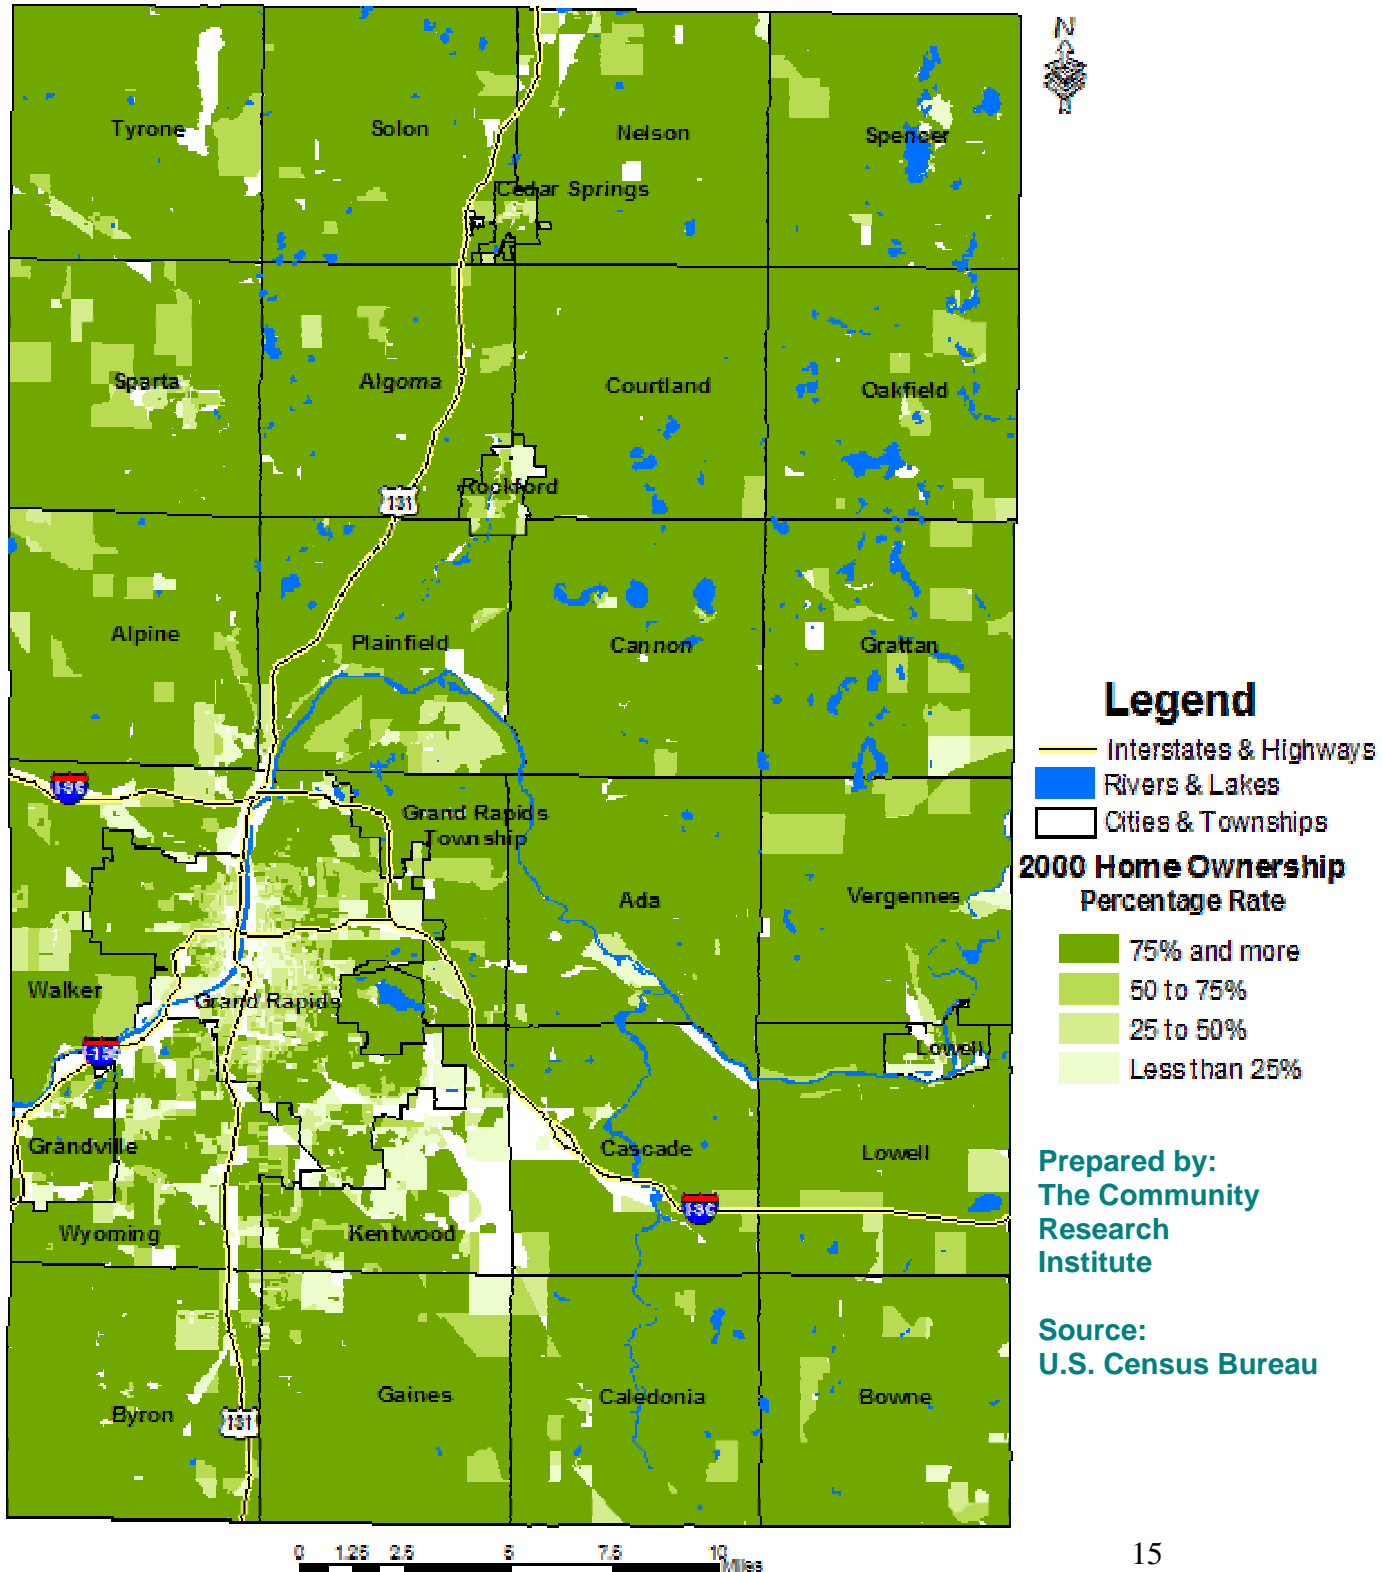 N
Tyrone
Solon
Nelson
Spencer
Cedar Springs
Sparta
Algoma
Courtland
Oakfield
Rockford
131
Alpine
Plainfield
Cannon
Grattan
Legend
Interstates & Highways
Rivers & Lakes
Cities & Townships
2000 Home Ownership
Percentage Rate
75% and more
50 to 75%
25 to 50%
Less than 25%
Grand Rapids
Township
Ada
Vergennes
Walker
Grand Rapids
Lowell
Grandville
Cascade
Lowell
Wyoming
Kentwood
Prepared by:
The Community
Research
Institute
Source:
U.S. Census Bureau
Gaines
Caledonia
Bowne
Byron
131
0 1.25 2.5 5 7.5 10
Miles
15